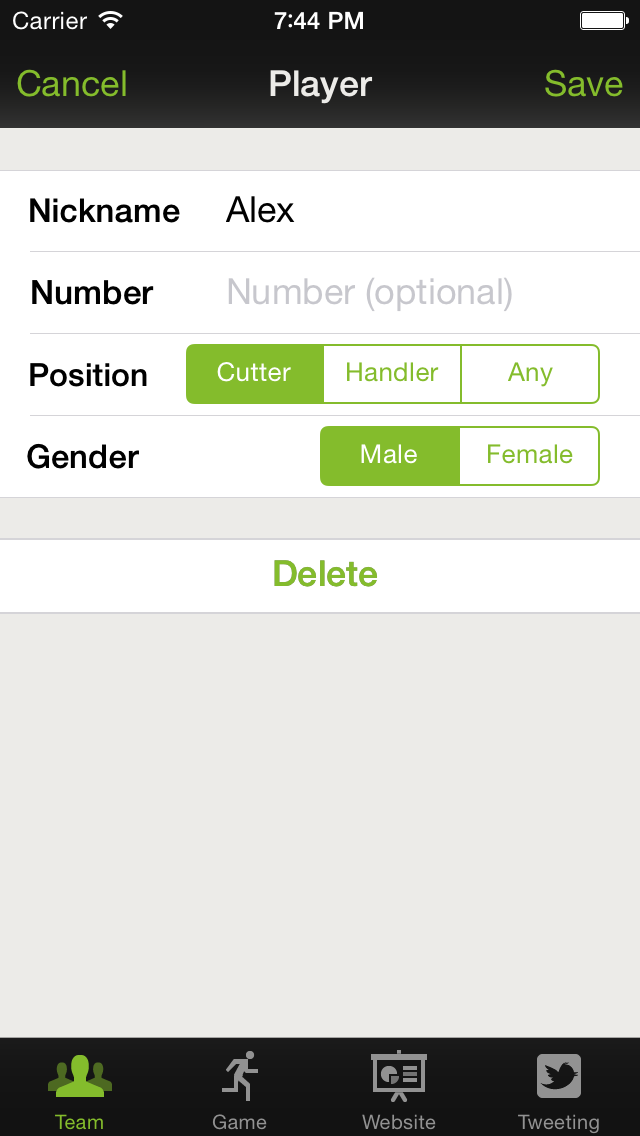 Carrier 7:44 PM
Cancel Player Save
Nickname Alex
Number Number (optional)
Position Cutter Handler Any
Gender Male Female
Delete
Team Game Website Tweeting